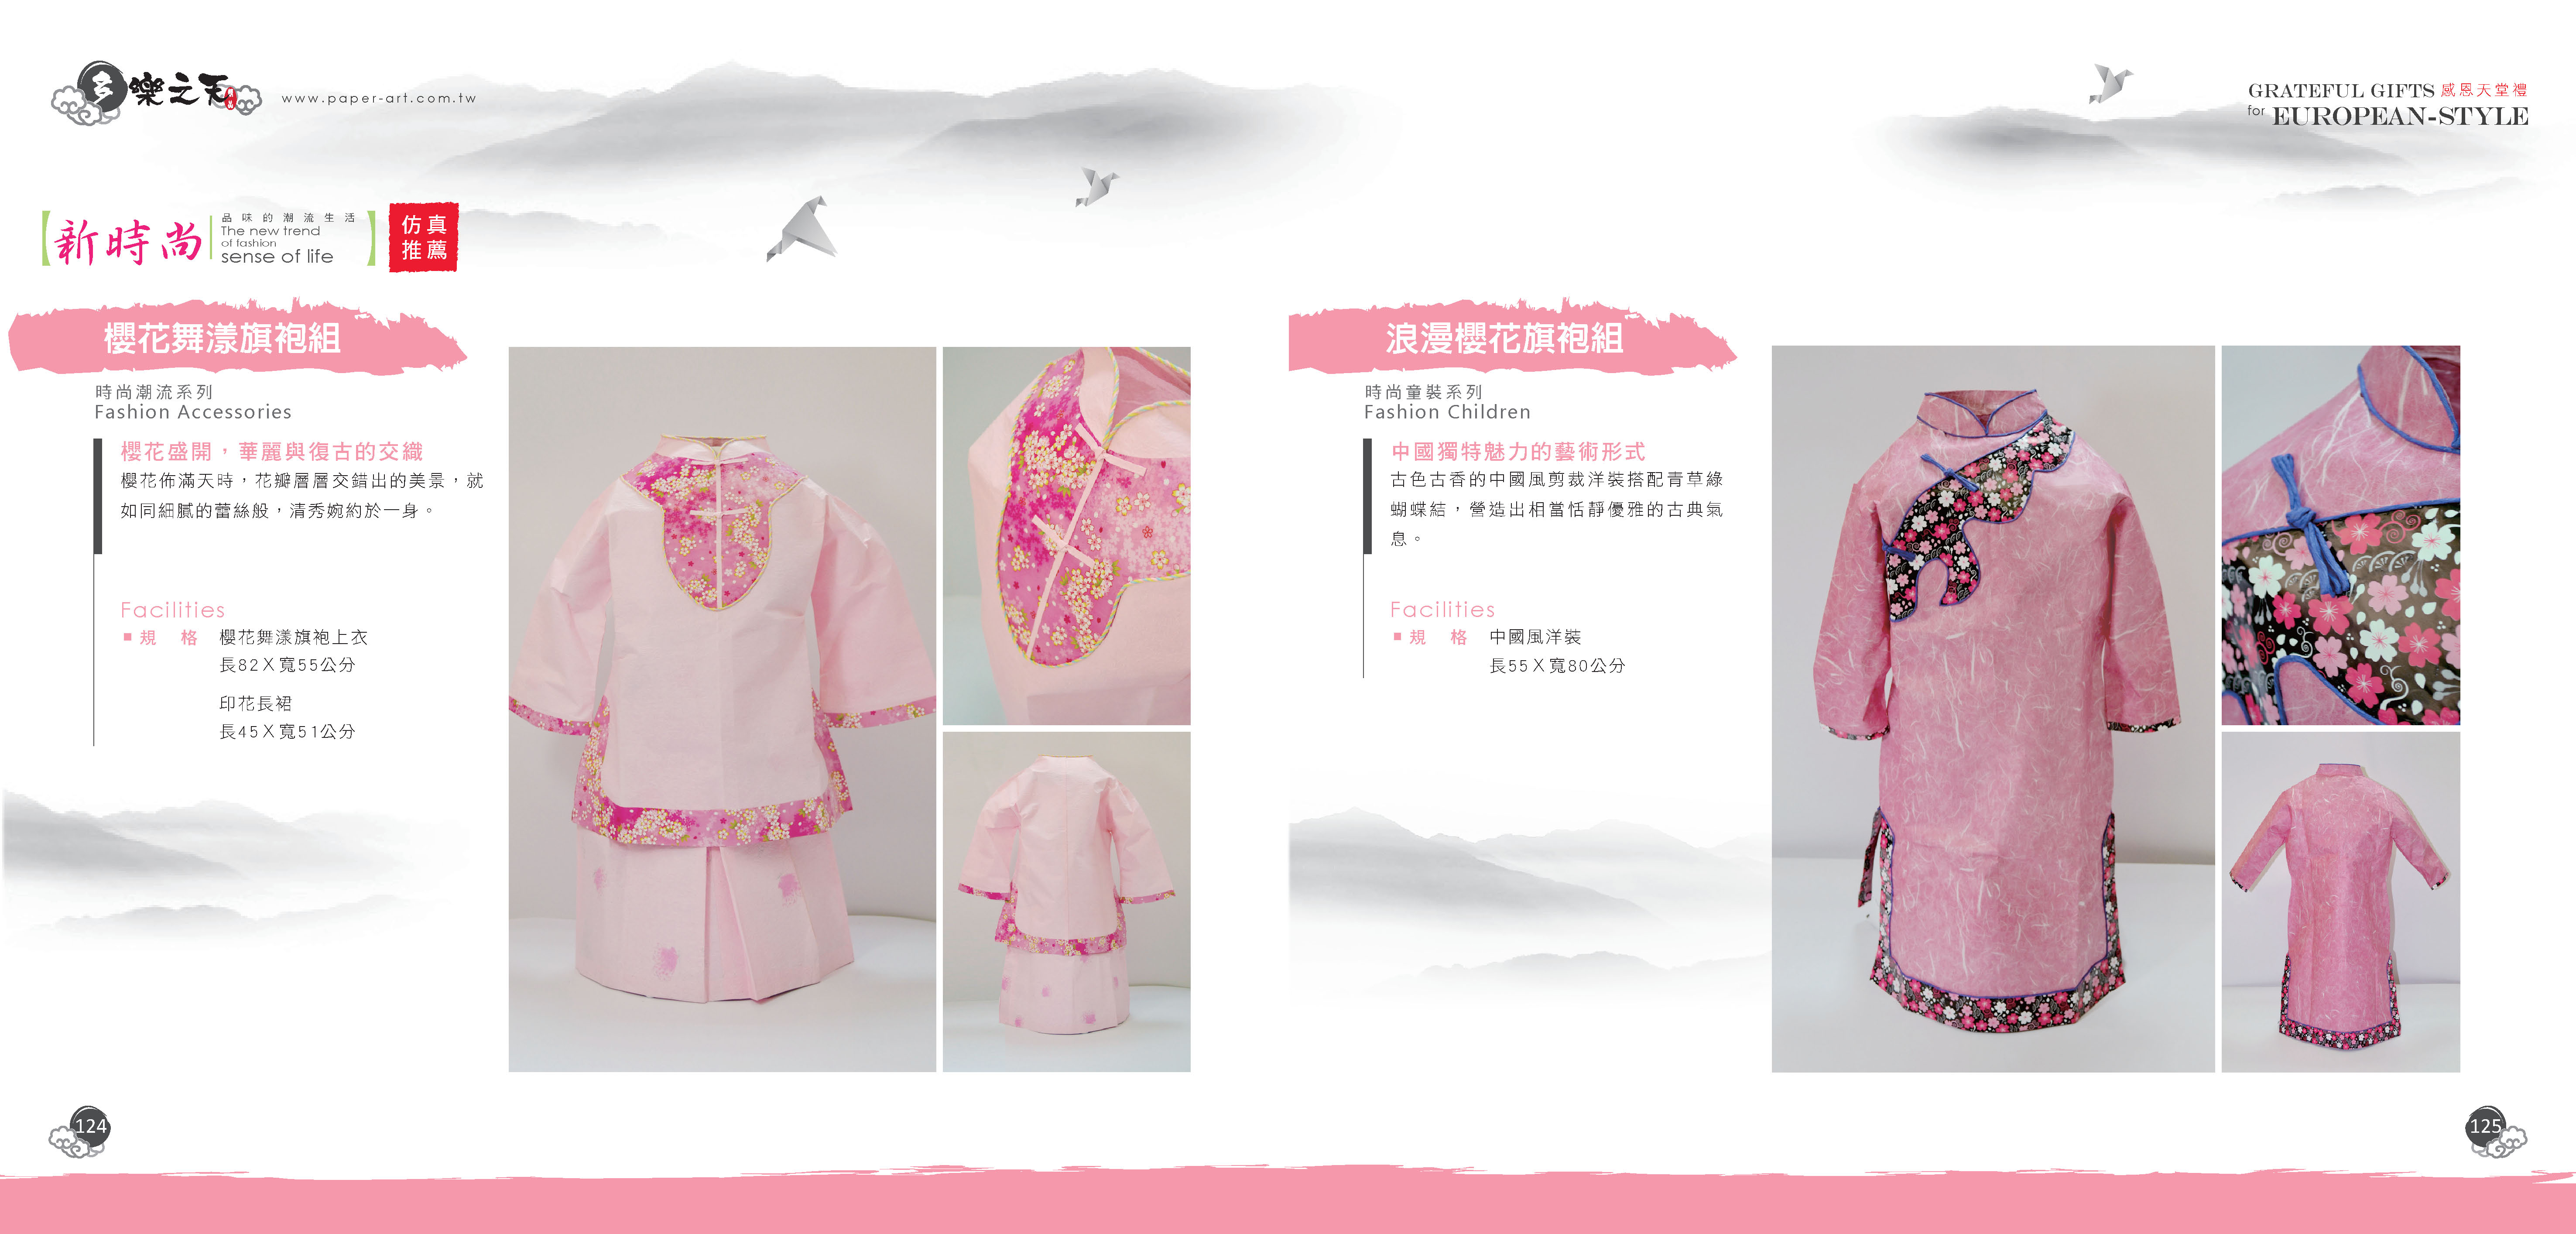 多樂之天
www.paper-art.com.tw
GRATEFUL GIFTS 感恩天堂禮
for EUROPEAN-STYLE
新時尚
品味的潮流生活
The new trend
of fashion
sense of life
仿真
推薦
櫻花舞漾旗袍組
時尚潮流系列
Fashion Accessories
櫻花盛開，華麗與復古的交織
櫻花佈滿天時，花瓣層層交錯出的美景，就
如同細膩的蕾絲般，清秀婉約於一身。
Facilities
規 格 櫻花舞漾旗袍上衣
長82X寬55公分
印花長裙
長45X寬51公分
浪漫櫻花旗袍組
時尚童裝系列
Fashion Children
中國獨特魅力的藝術形式
古色古香的中國風剪裁洋裝搭配青草綠
蝴蝶結，營造出相當恬靜優雅的古典氣
息。
Facilities
規 格 中國風洋裝
長55X寬80公分
124
125